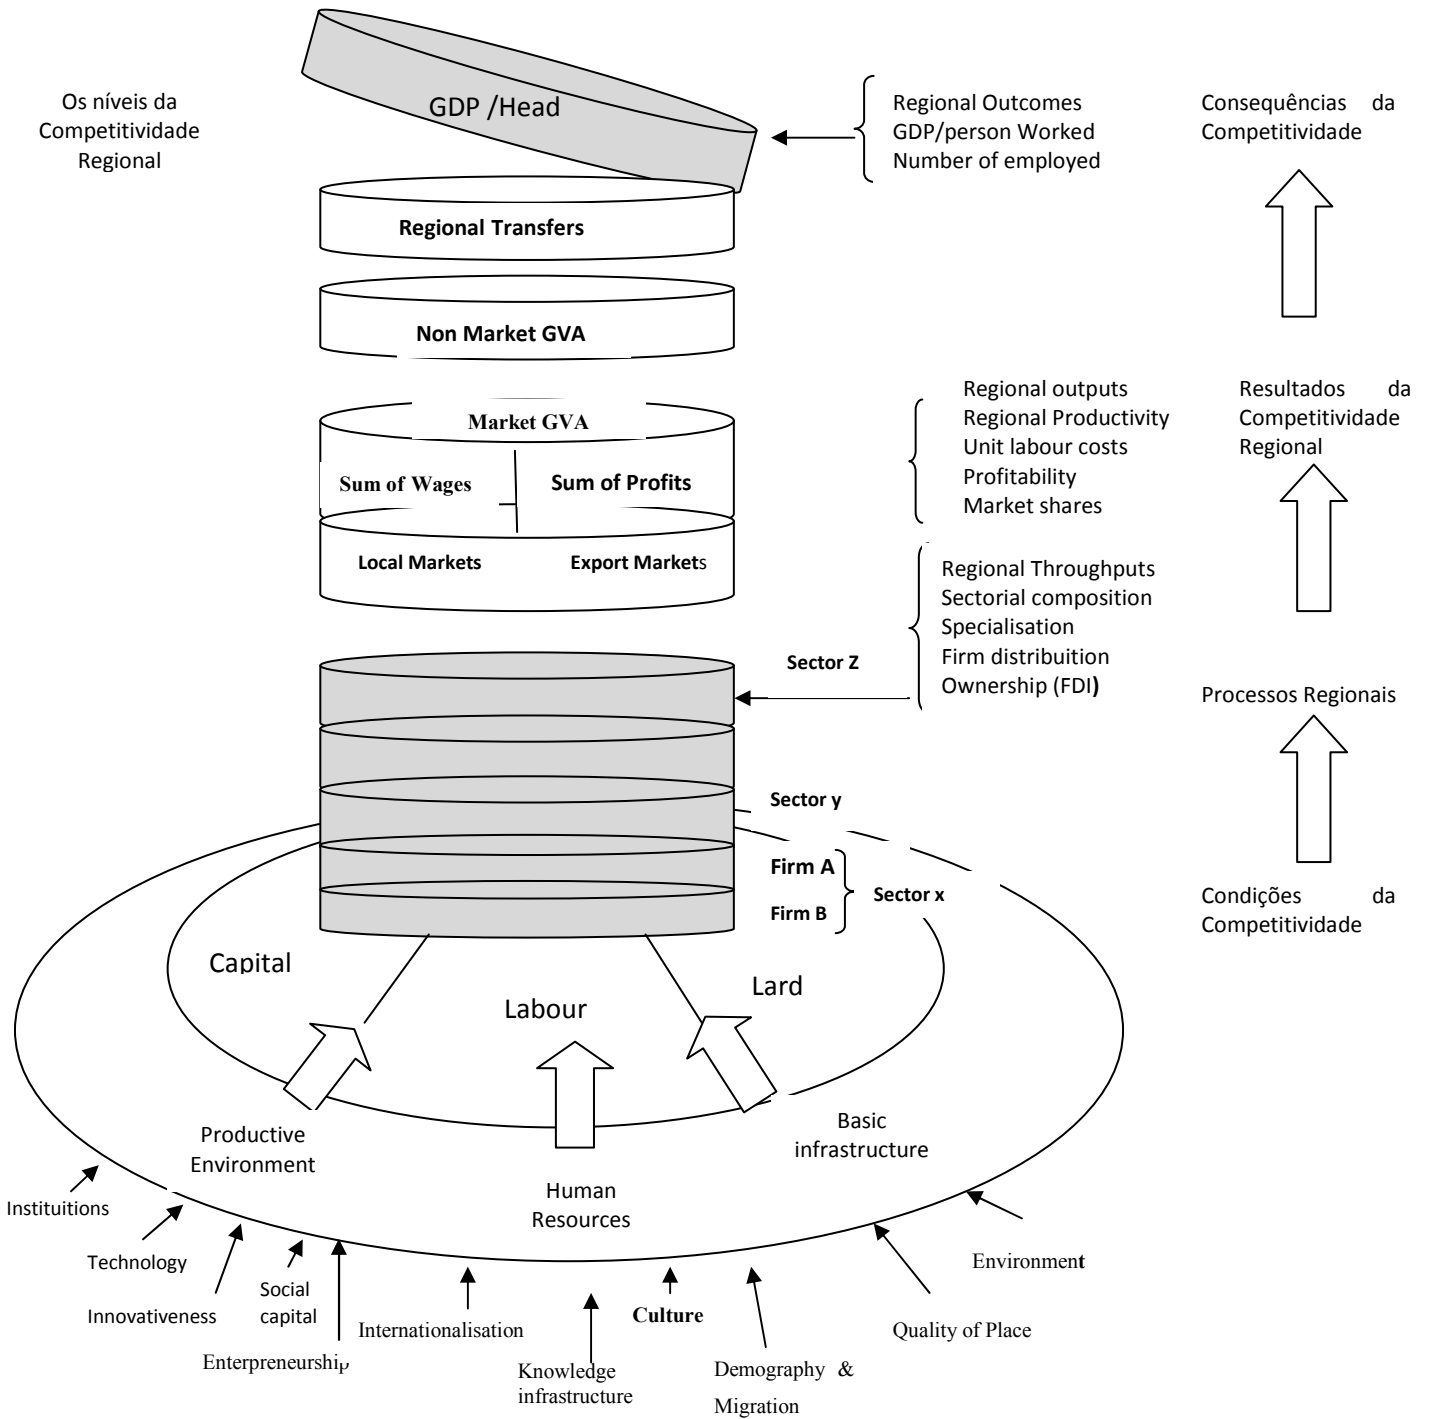 Os níveis da
Competitividade
Regional
GDP /Head
Regional Outcomes
GDP/person Worked
Number of employed
Consequências da
Competitividade
Regional Transfers
Non Market GVA
Market GVA
Sum of Wages
Sum of Profits
Local Markets
Export Markets
Regional outputs
Regional Productivity
Unit labour costs
Profitability
Market shares
Resultados da
Competitividade
Regional
Regional Throughputs
Sectorial composition
Specialisation
Firm distribuition
Ownership (FDI)
Sector Z
Processos Regionais
Sector y
Firm A
Firm B
Sector x
Condições da
Competitividade
Capital
Labour
Lard
Productive
Environment
Human
Resources
Basic
infrastructure
Instituitions
Technology
Innovativeness
Social
capital
Enterpreneurship
Internationalisation
Knowledge
infrastructure
Culture
Demography &
Migration
Quality of Place
Environment